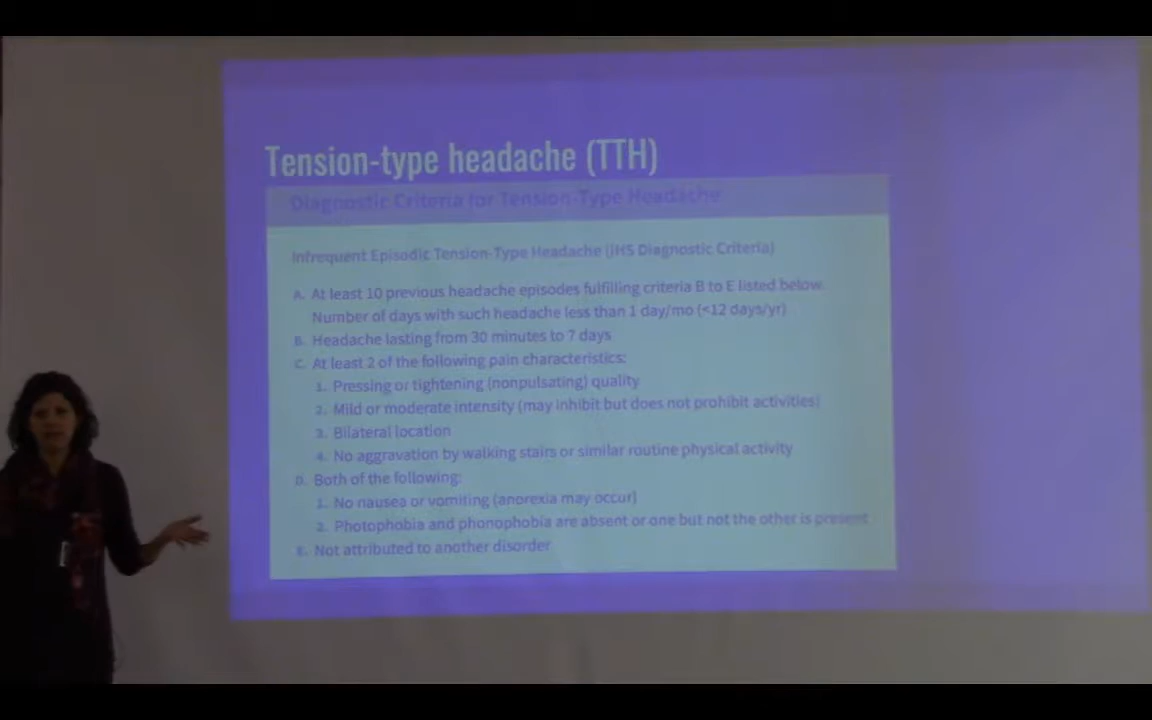 Tension-type headache (TTH)
Diagnostic Criteria for Tension-Type Headache
Infrequent Episodic Tension-Type Headache (IHS Diagnostic Criteria)
A. At least 10 previous headache episodes fulfilling criteria B to E listed below.
Number of days with such headache less than 1 day/mo (<12 days/yr)
B. Headache lasting from 30 minutes to 7 days
C. At least 2 of the following pain characteristics:
1. Pressing or tightening (nonpulsating) quality
2. Mild or moderate intensity (may inhibit but does not prohibit activities)
3. Bilateral location
4. No aggravation by walking stairs or similar routine physical activity
D. Both of the following:
1. No nausea or vomiting (anorexia may occur)
2. Photophobia and phonophobia are absent or one but not the other is present
E. Not attributed to another disorder